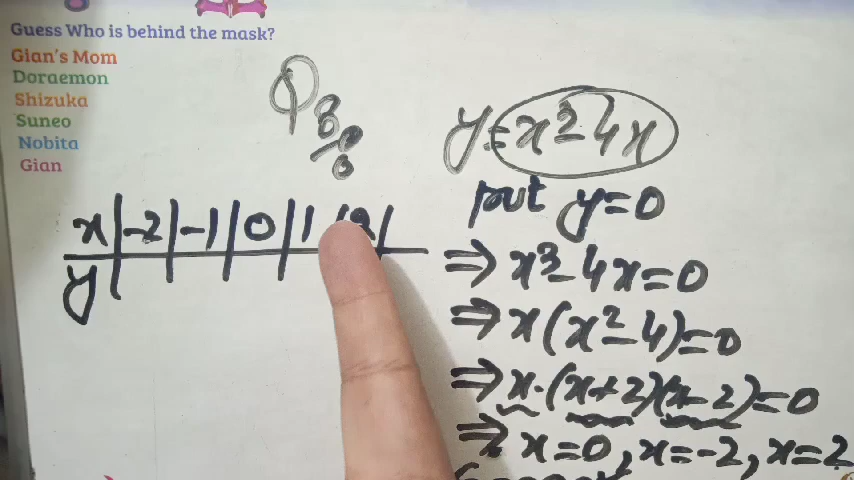 Guess Who is behind the mask?
Gian's Mom
Doraemon
Shizuka
Suneo
Nobita
Gian
y=x³-4x
put y=0
x|-2|-1|0|1|2|
y
⇒ x³-4x=0
⇒ x(x²-4)=0
⇒ x·(x+2)(x-2)=0
⇒ x=0, x=-2, x=2